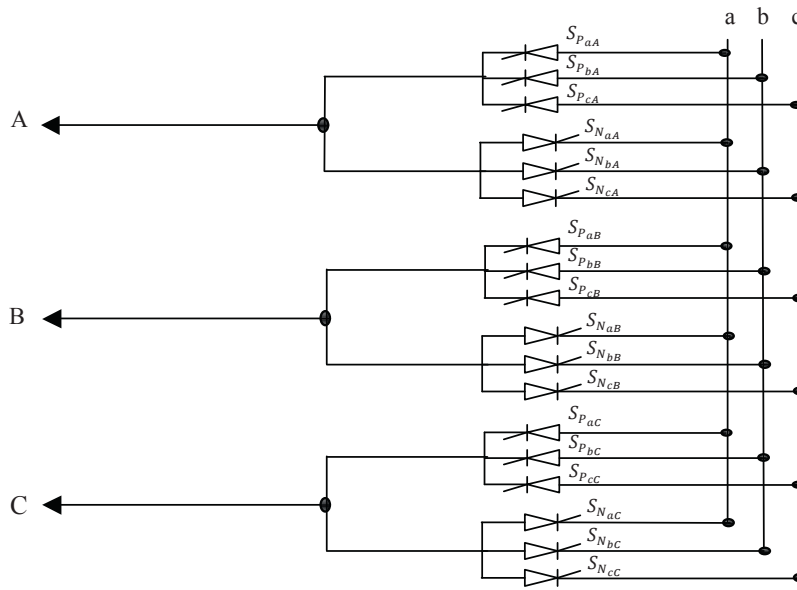 a b c
S_{P_{aA}}
S_{P_{bA}}
S_{P_{cA}}
A
S_{N_{aA}}
S_{N_{bA}}
S_{N_{cA}}
S_{P_{aB}}
S_{P_{bB}}
S_{P_{cB}}
B
S_{N_{aB}}
S_{N_{bB}}
S_{N_{cB}}
S_{P_{aC}}
S_{P_{bC}}
S_{P_{cC}}
C
S_{N_{aC}}
S_{N_{bC}}
S_{N_{cC}}